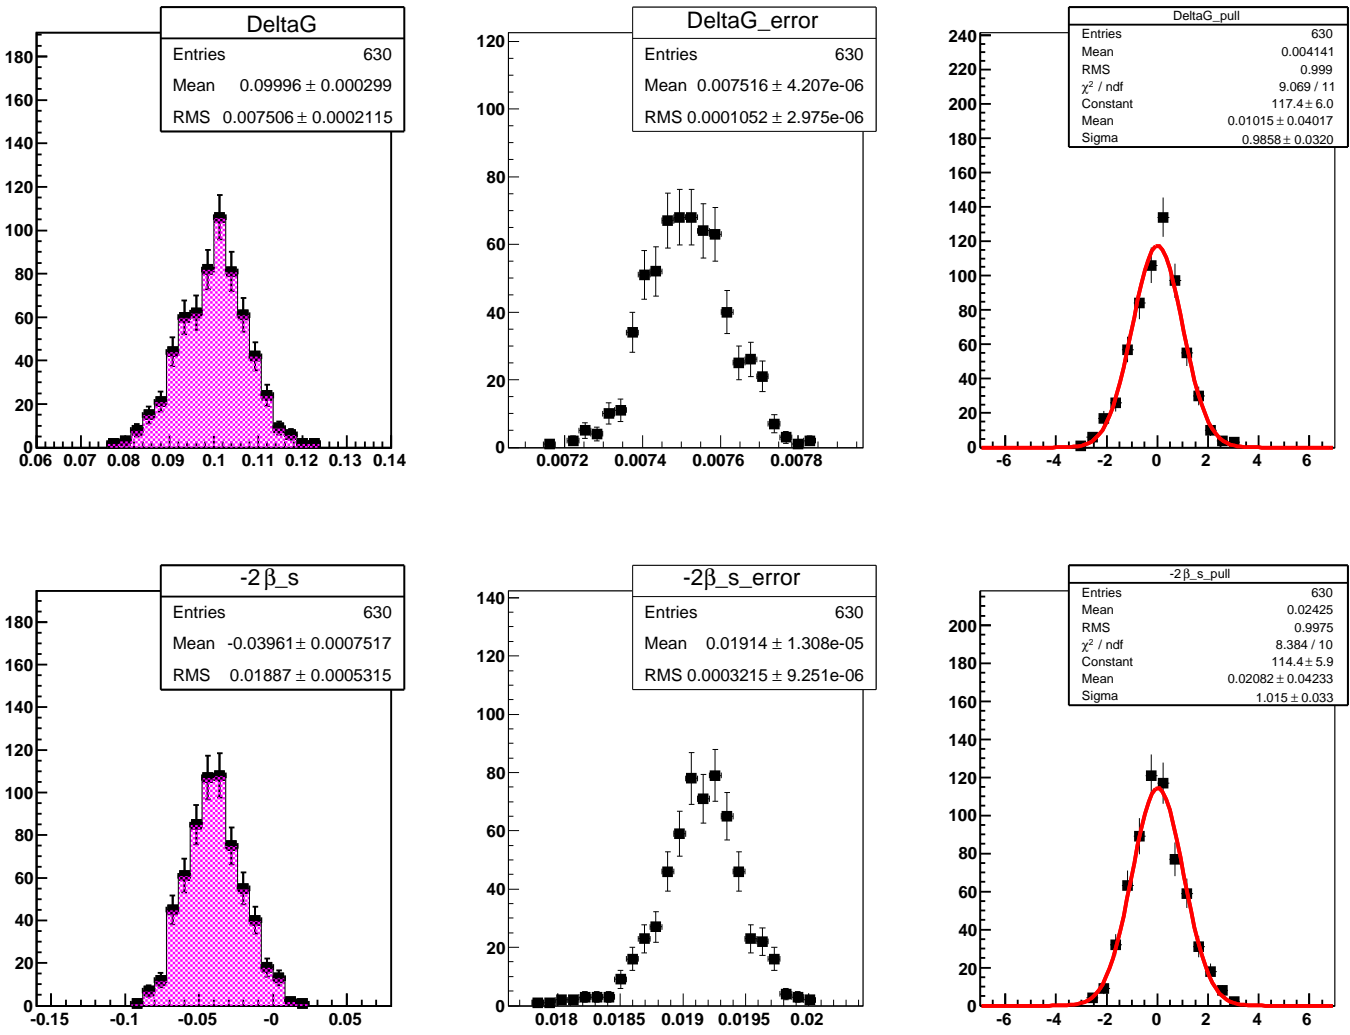 DeltaG
Entries 630
Mean 0.09996 ± 0.000299
RMS 0.007506 ± 0.0002115
180
160
140
120
100
80
60
40
20
0
0.06 0.07 0.08 0.09 0.1 0.11 0.12 0.13 0.14
DeltaG_error
Entries 630
Mean 0.007516 ± 4.207e-06
RMS 0.0001052 ± 2.975e-06
120
100
80
60
40
20
0
0.0072 0.0074 0.0076 0.0078
DeltaG_pull
Entries 630
Mean 0.004141
RMS 0.999
χ² / ndf 9.069 / 11
Constant 117.4 ± 6.0
Mean 0.01015 ± 0.04017
Sigma 0.9858 ± 0.0320
240
220
200
180
160
140
120
100
80
60
40
20
0
-6 -4 -2 0 2 4 6
-2β_s
Entries 630
Mean -0.03961 ± 0.0007517
RMS 0.01887 ± 0.0005315
180
160
140
120
100
80
60
40
20
0
-0.15 -0.1 -0.05 -0 0.05
-2β_s_error
Entries 630
Mean 0.01914 ± 1.308e-05
RMS 0.0003215 ± 9.251e-06
140
120
100
80
60
40
20
0
0.018 0.0185 0.019 0.0195 0.02
-2β_s_pull
Entries 630
Mean 0.02425
RMS 0.9975
χ² / ndf 8.384 / 10
Constant 114.4 ± 5.9
Mean 0.02082 ± 0.04233
Sigma 1.015 ± 0.033
200
180
160
140
120
100
80
60
40
20
0
-6 -4 -2 0 2 4 6